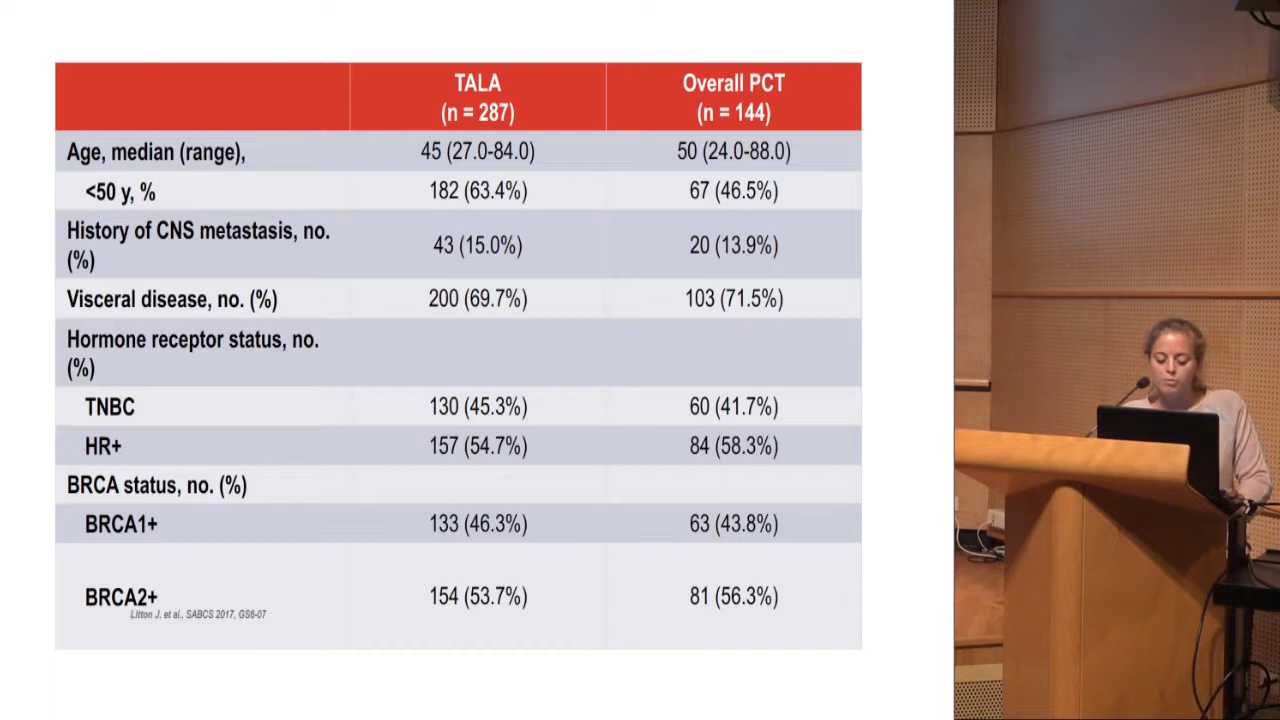 TALA
(n = 287)
Overall PCT
(n = 144)
Age, median (range),
45 (27.0-84.0)
50 (24.0-88.0)
<50 y, %
182 (63.4%)
67 (46.5%)
History of CNS metastasis, no.
(%)
43 (15.0%)
20 (13.9%)
Visceral disease, no. (%)
200 (69.7%)
103 (71.5%)
Hormone receptor status, no.
(%)
TNBC
130 (45.3%)
60 (41.7%)
HR+
157 (54.7%)
84 (58.3%)
BRCA status, no. (%)
BRCA1+
133 (46.3%)
63 (43.8%)
BRCA2+
154 (53.7%)
81 (56.3%)
Litton J. et al., SABCS 2017, GS6-07